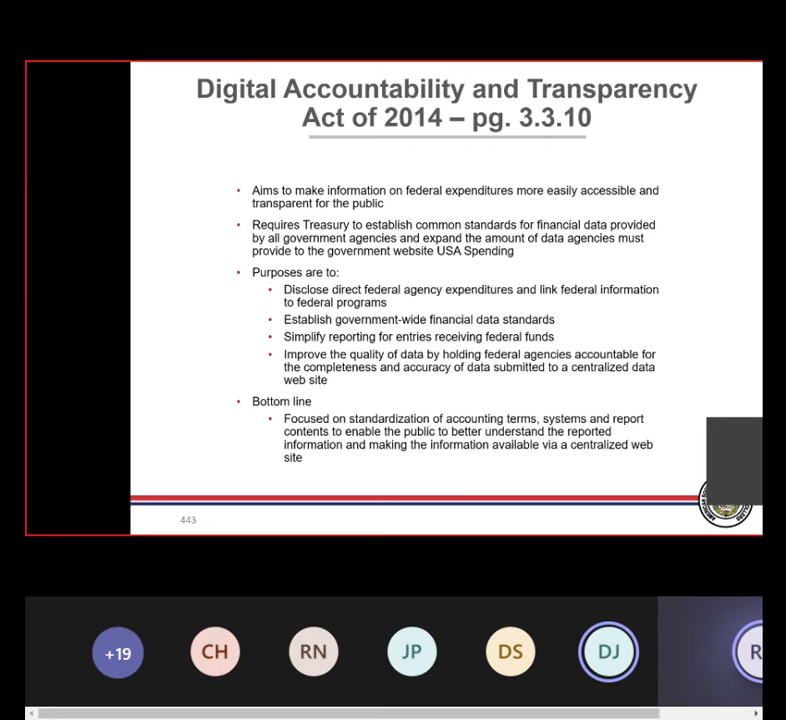 Digital Accountability and Transparency
Act of 2014 – pg. 3.3.10
• Aims to make information on federal expenditures more easily accessible and
transparent for the public
• Requires Treasury to establish common standards for financial data provided
by all government agencies and expand the amount of data agencies must
provide to the government website USA Spending
• Purposes are to:
• Disclose direct federal agency expenditures and link federal information
to federal programs
• Establish government-wide financial data standards
• Simplify reporting for entries receiving federal funds
• Improve the quality of data by holding federal agencies accountable for
the completeness and accuracy of data submitted to a centralized data
web site
• Bottom line
• Focused on standardization of accounting terms, systems and report
contents to enable the public to better understand the reported
information and making the information available via a centralized web
site
443
+19
CH
RN
JP
DS
DJ
R